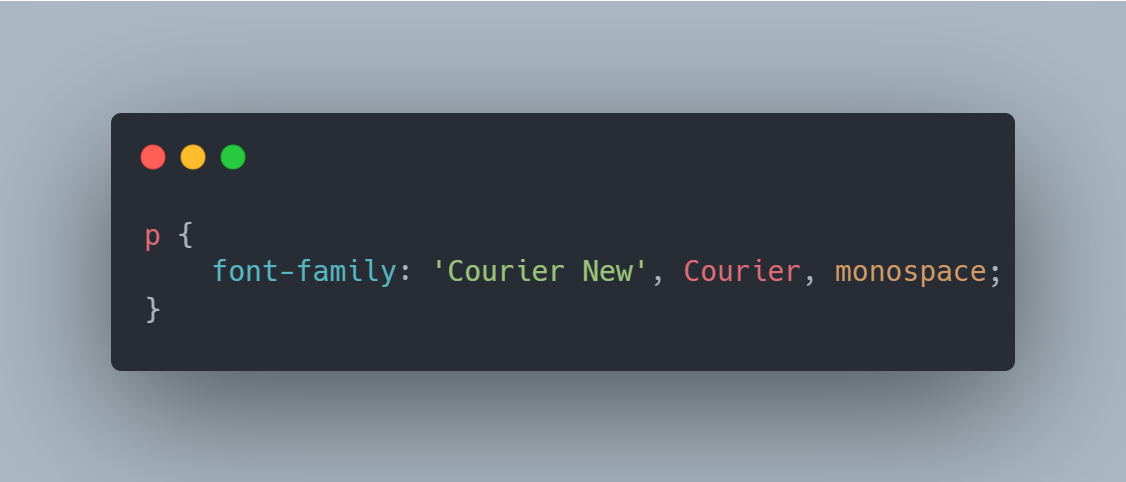 p {
    font-family: 'Courier New', Courier, monospace;
}